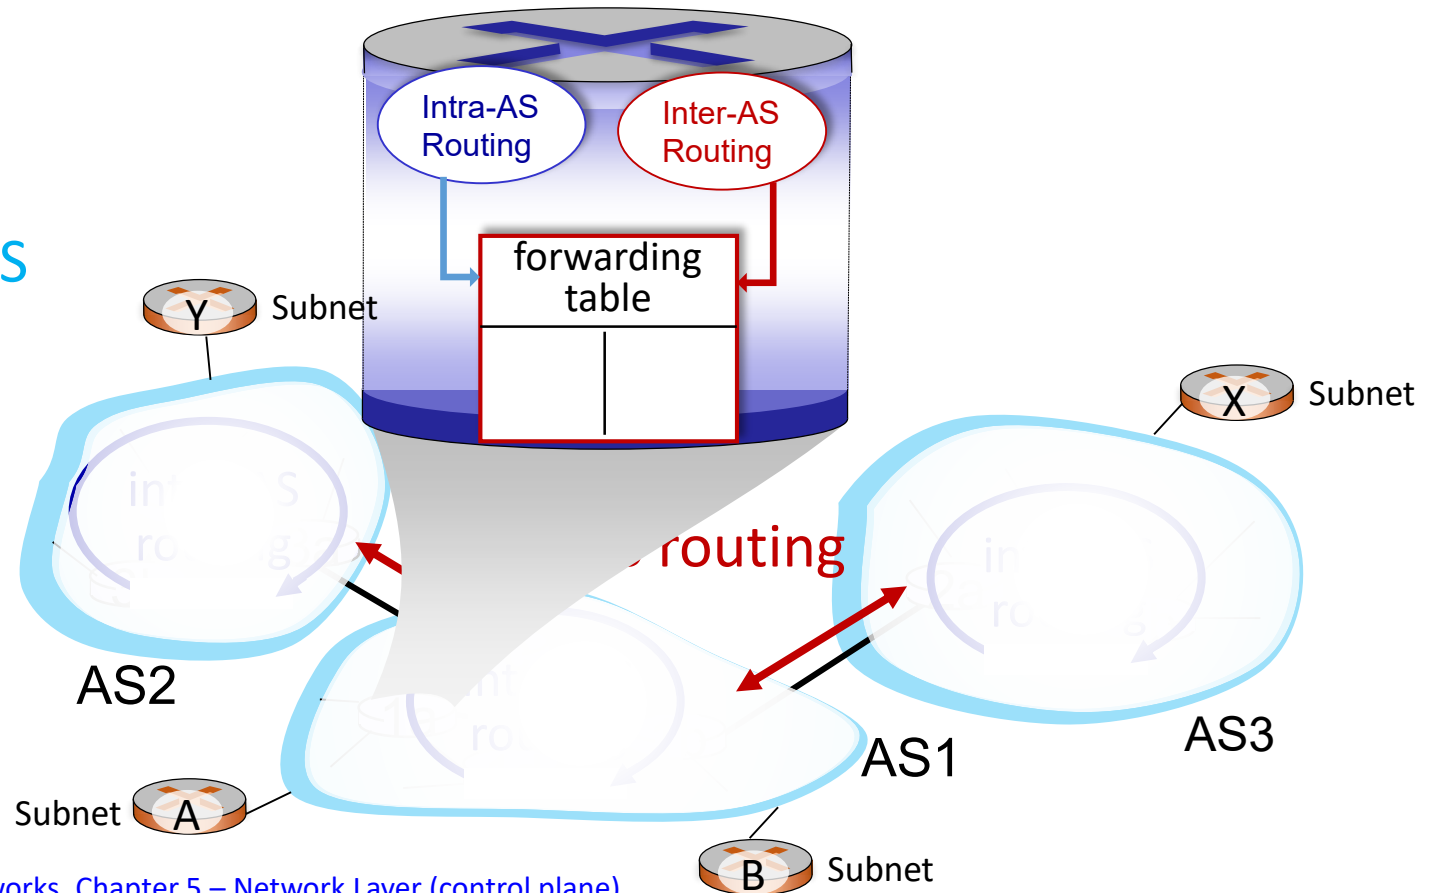 Intra-AS
Routing
Inter-AS
Routing
forwarding
table
S
Y
Subnet
X
Subnet
routing
AS2
AS1
AS3
Subnet
A
B
Subnet
Chapter 5 – Network Layer (control plane)